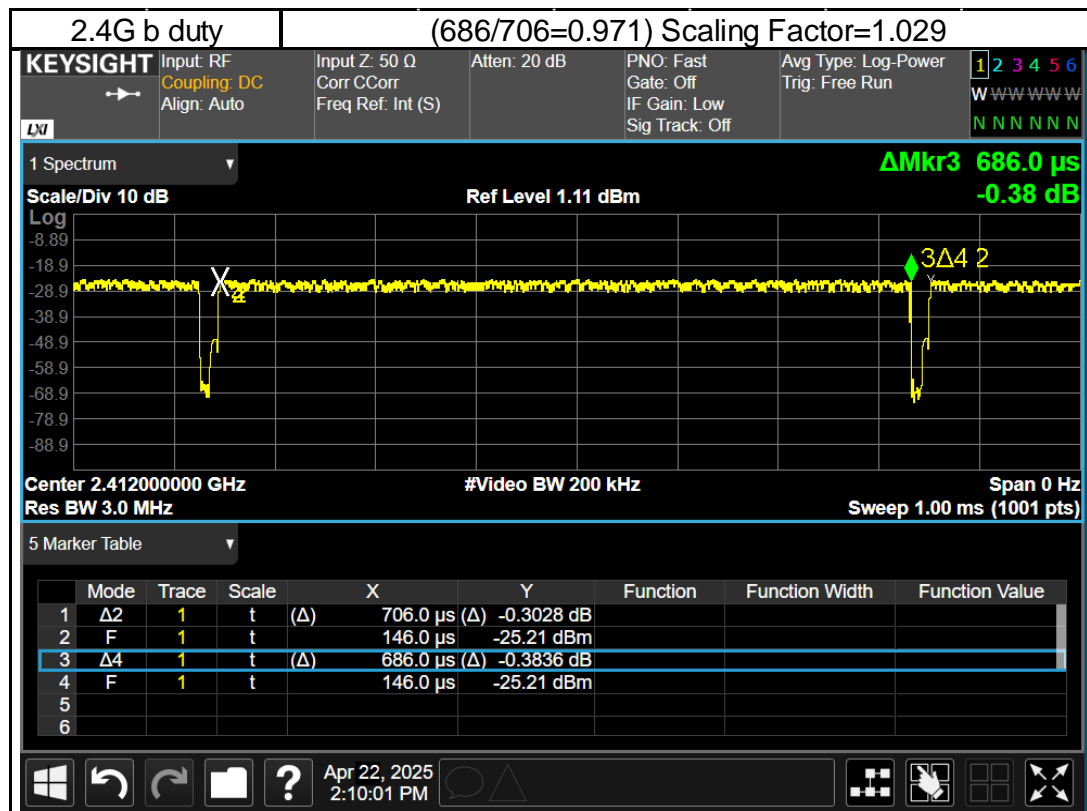 2.4G b duty (686/706=0.971) Scaling Factor=1.029
KEYSIGHT Input: RF Input Z: 50 Ω Atten: 20 dB PNO: Fast Avg Type: Log-Power 1 2 3 4 5 6
Coupling: DC Corr CCorr Gate: Off Trig: Free Run W W W W W W
Align: Auto Freq Ref: Int (S) IF Gain: Low
LXI Sig Track: Off N N N N N N
1 Spectrum ΔMkr3 686.0 µs
Scale/Div 10 dB Ref Level 1.11 dBm -0.38 dB
Log
-8.89
-18.9 3Δ4 2
-28.9 4
-38.9
-48.9
-58.9
-68.9
-78.9
-88.9
Center 2.412000000 GHz #Video BW 200 kHz Span 0 Hz
Res BW 3.0 MHz Sweep 1.00 ms (1001 pts)
5 Marker Table
Mode Trace Scale X Y Function Function Width Function Value
1 Δ2 1 t (Δ) 706.0 µs (Δ) -0.3028 dB
2 F 1 t 146.0 µs -25.21 dBm
3 Δ4 1 t (Δ) 686.0 µs (Δ) -0.3836 dB
4 F 1 t 146.0 µs -25.21 dBm
5
6
? Apr 22, 2025
2:10:01 PM